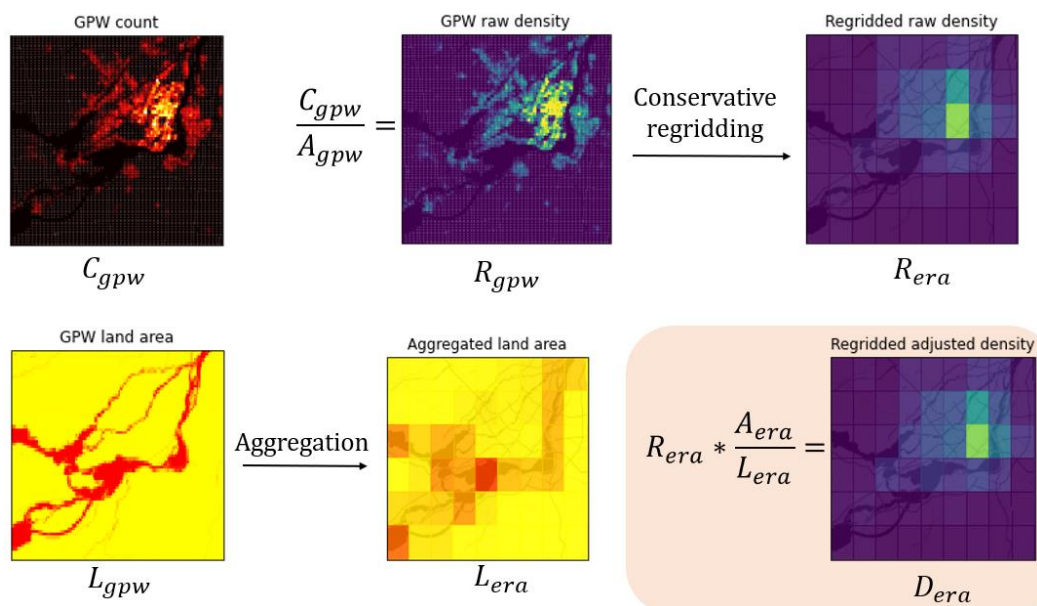 GPW count
GPW raw density
Regridded raw density
C_gpw / A_gpw =
Conservative
regridding
C_gpw
R_gpw
R_era
GPW land area
Aggregated land area
Regridded adjusted density
Aggregation
R_era * A_era / L_era =
L_gpw
L_era
D_era